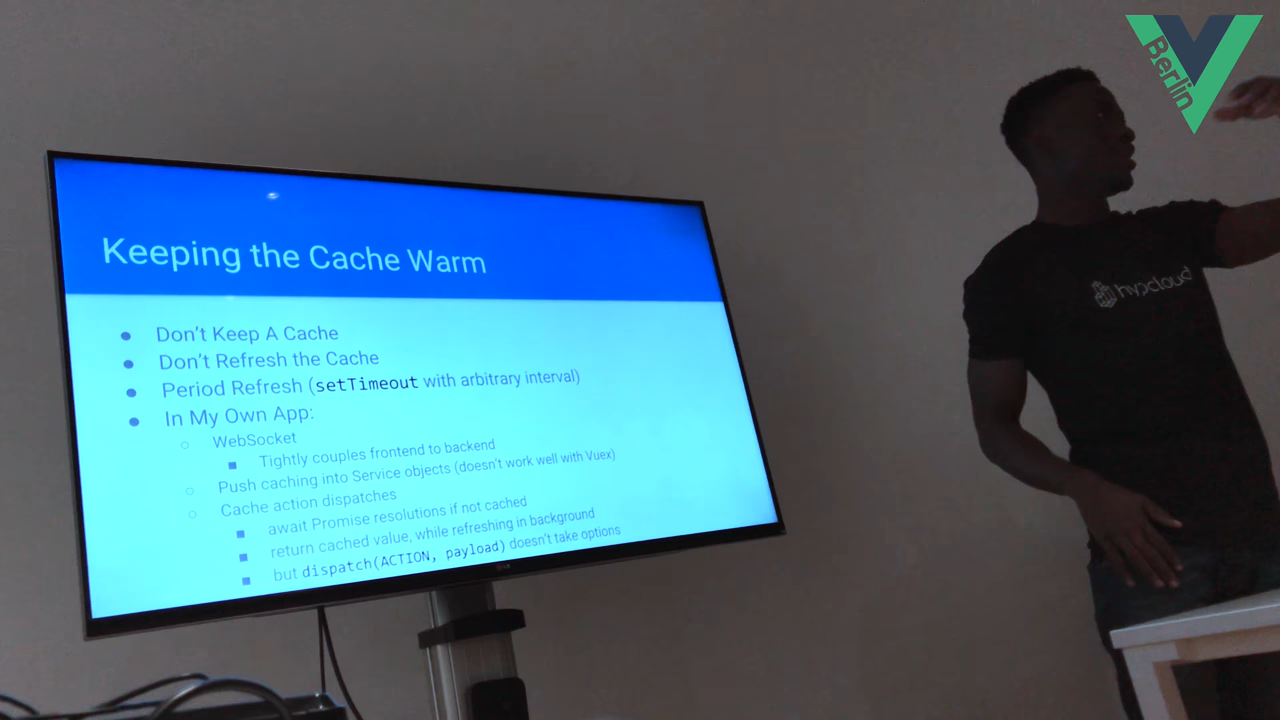 Berlin
hypcloud
Keeping the Cache Warm
Don't Keep A Cache
Don't Refresh the Cache
Period Refresh (setTimeout with arbitrary interval)
In My Own App:
WebSocket
Tightly couples frontend to backend
Push caching into Service objects (doesn't work well with Vuex)
Cache action dispatches
await Promise resolutions if not cached
return cached value, while refreshing in background
but dispatch(ACTION, payload) doesn't take options
LG